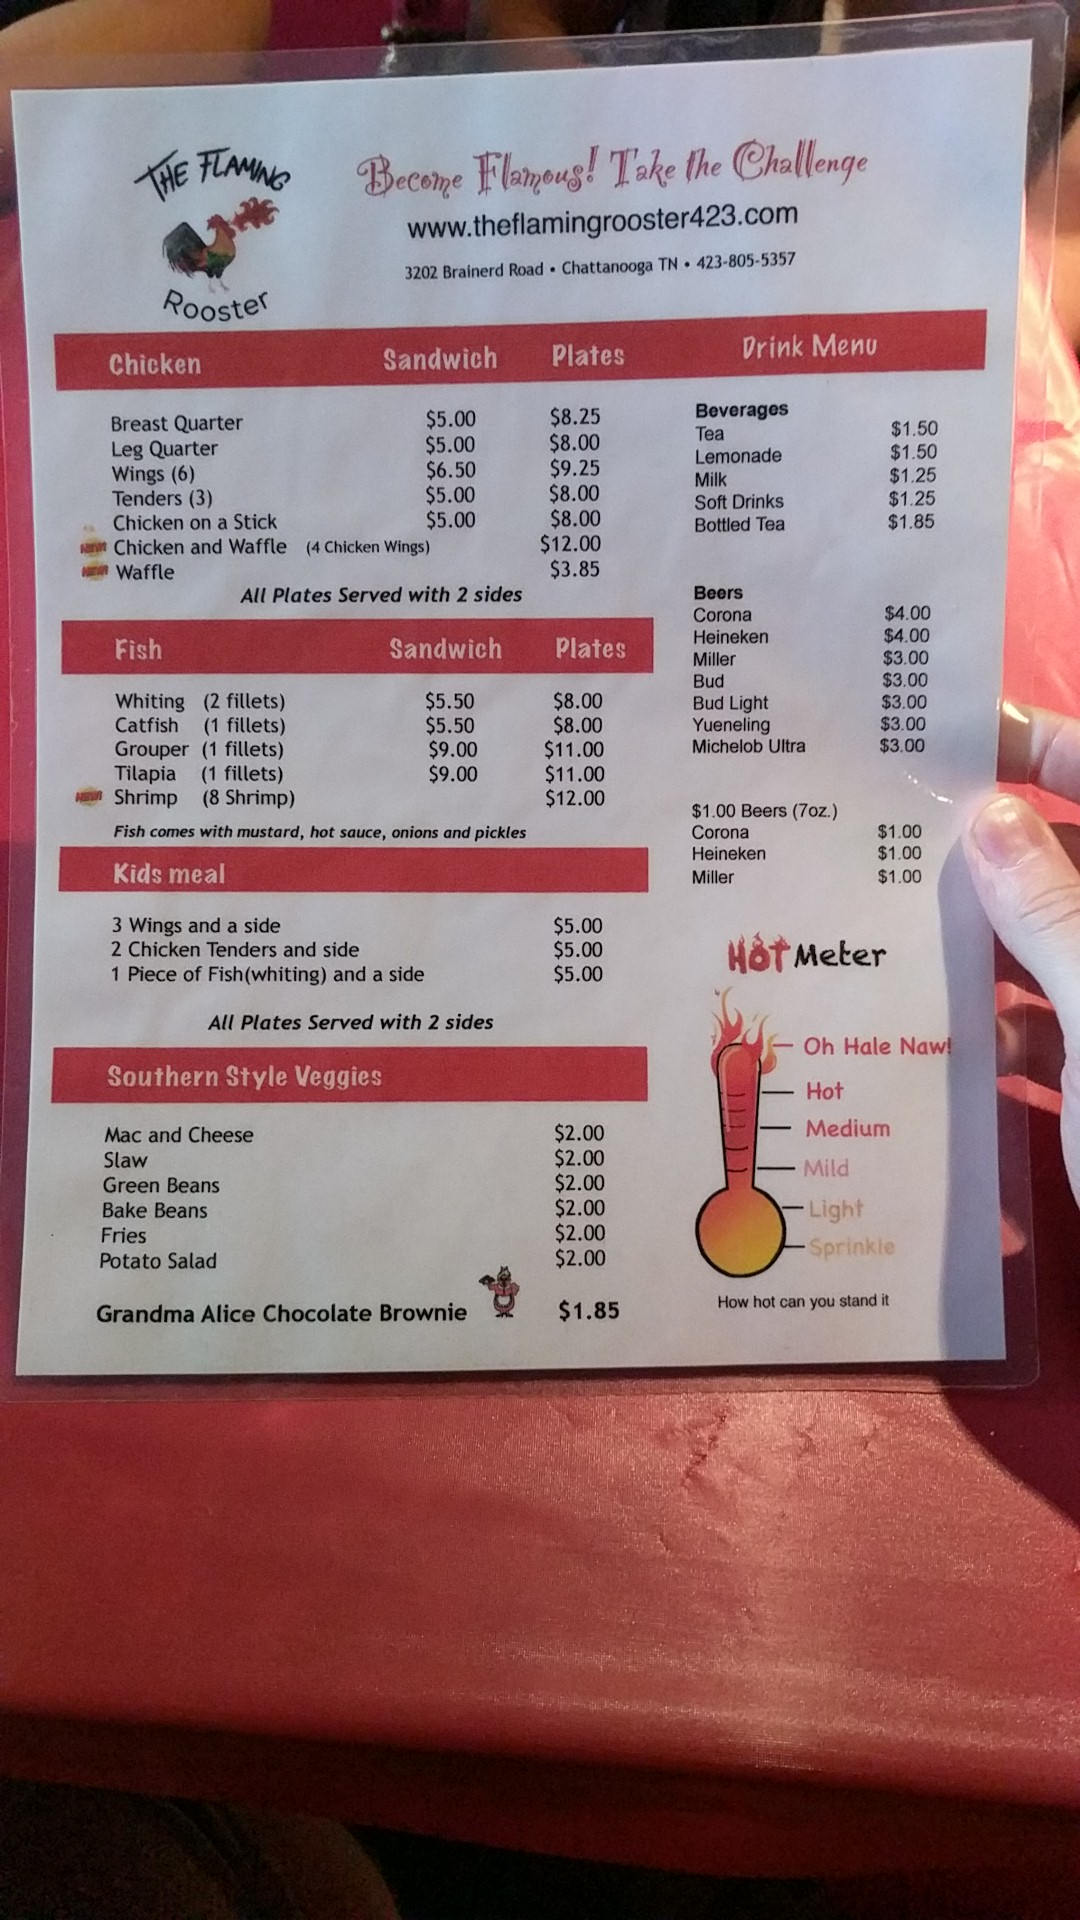 THE FLAMING
Rooster
Become Flamous! Take the Challenge
www.theflamingrooster423.com
3202 Brainerd Road • Chattanooga TN • 423-805-5357
Chicken Sandwich Plates
Breast Quarter $5.00 $8.25
Leg Quarter $5.00 $8.00
Wings (6) $6.50 $9.25
Tenders (3) $5.00 $8.00
Chicken on a Stick $5.00 $8.00
NEW! Chicken and Waffle (4 Chicken Wings) $12.00
NEW! Waffle $3.85
All Plates Served with 2 sides
Fish Sandwich Plates
Whiting (2 fillets) $5.50 $8.00
Catfish (1 fillets) $5.50 $8.00
Grouper (1 fillets) $9.00 $11.00
Tilapia (1 fillets) $9.00 $11.00
NEW! Shrimp (8 Shrimp) $12.00
Fish comes with mustard, hot sauce, onions and pickles
Kids meal
3 Wings and a side $5.00
2 Chicken Tenders and side $5.00
1 Piece of Fish(whiting) and a side $5.00
All Plates Served with 2 sides
Southern Style Veggies
Mac and Cheese $2.00
Slaw $2.00
Green Beans $2.00
Bake Beans $2.00
Fries $2.00
Potato Salad $2.00
Grandma Alice Chocolate Brownie $1.85
Drink Menu
Beverages
Tea $1.50
Lemonade $1.50
Milk $1.25
Soft Drinks $1.25
Bottled Tea $1.85
Beers
Corona $4.00
Heineken $4.00
Miller $3.00
Bud $3.00
Bud Light $3.00
Yueneling $3.00
Michelob Ultra $3.00
$1.00 Beers (7oz.)
Corona $1.00
Heineken $1.00
Miller $1.00
HOT Meter
Oh Hale Naw!
Hot
Medium
Mild
Light
Sprinkle
How hot can you stand it